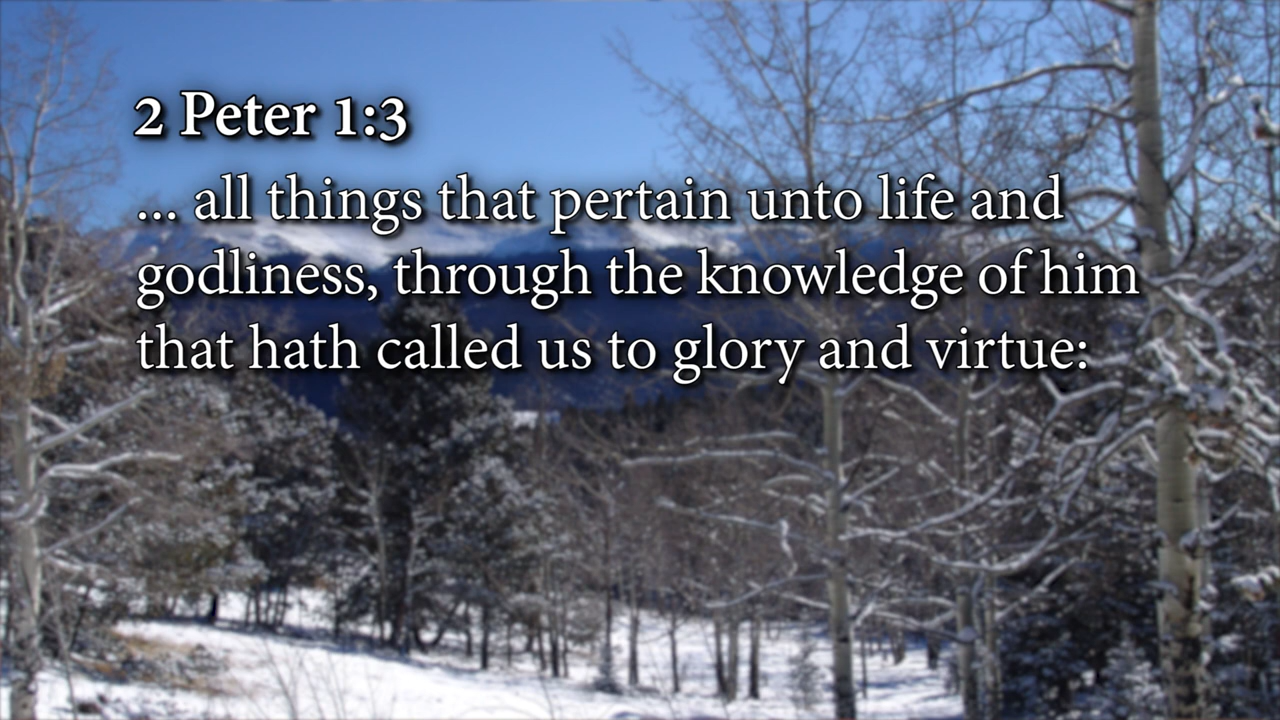 2 Peter 1:3
... all things that pertain unto life and
godliness, through the knowledge of him
that hath called us to glory and virtue: